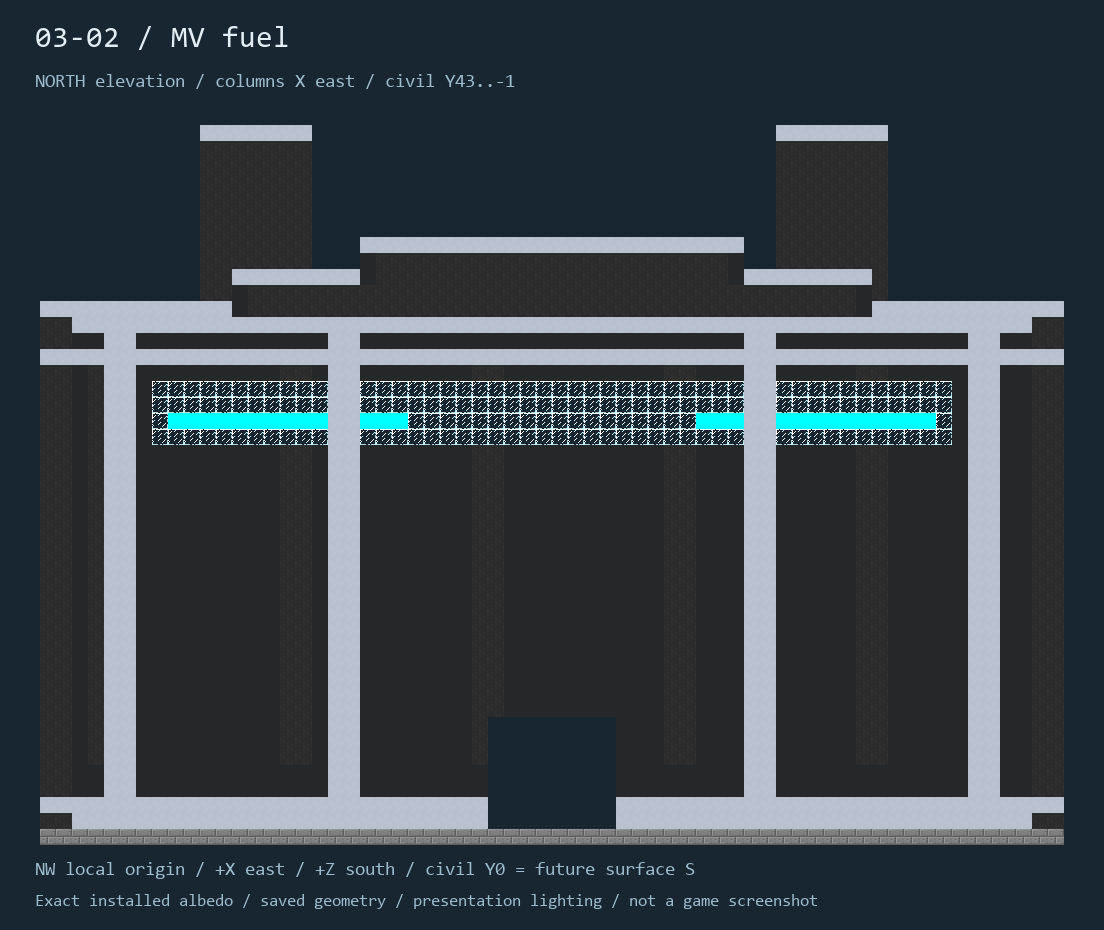 03-02 / MV fuel
NORTH elevation / columns X east / civil Y43..-1
NW local origin / +X east / +Z south / civil Y0 = future surface S
Exact installed albedo / saved geometry / presentation lighting / not a game screenshot